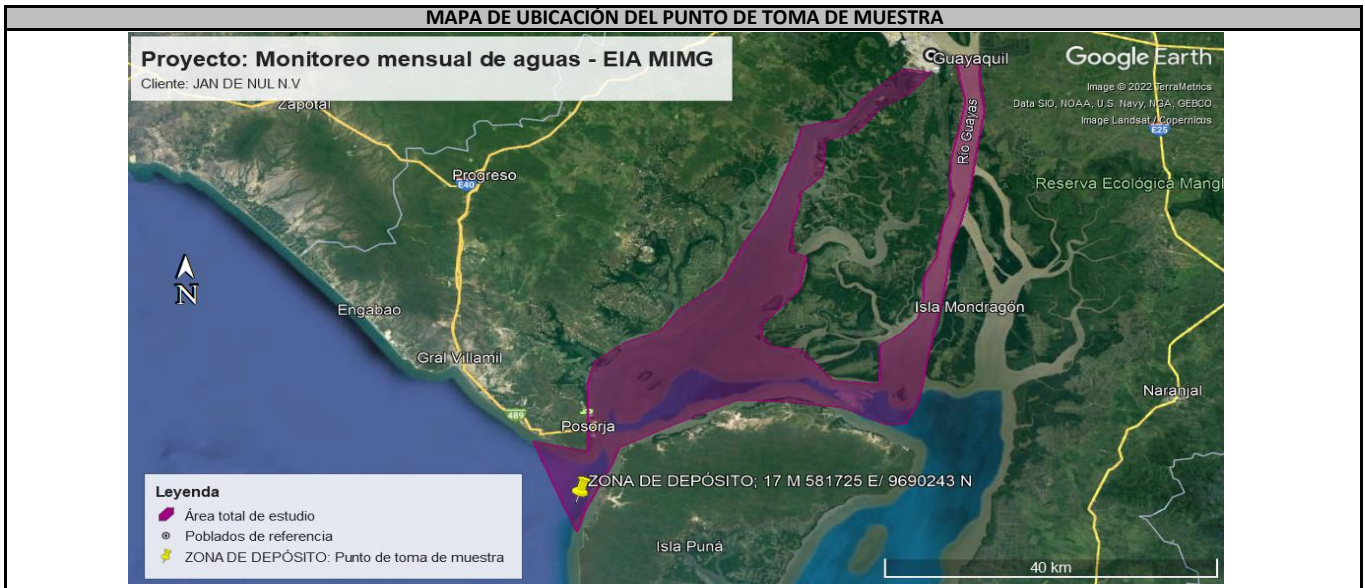 MAPA DE UBICACIÓN DEL PUNTO DE TOMA DE MUESTRA
Proyecto: Monitoreo mensual de aguas - EIA MIMG
Cliente: JAN DE NUL N.V
Guayaquil
Google Earth
Image © 2022 TerraMetrics
Data SIO, NOAA, U.S. Navy, NGA, GEBCO
Image Landsat / Copernicus
E25
Zapotal
Río Guayas
Progreso
E40
Reserva Ecológica Mangl
N
Engabao
Isla Mondragón
Gral Villamil
Naranjal
489
Posorja
ZONA DE DEPÓSITO; 17 M 581725 E/ 9690243 N
Leyenda
Área total de estudio
Poblados de referencia
ZONA DE DEPÓSITO: Punto de toma de muestra
Isla Puná
40 km